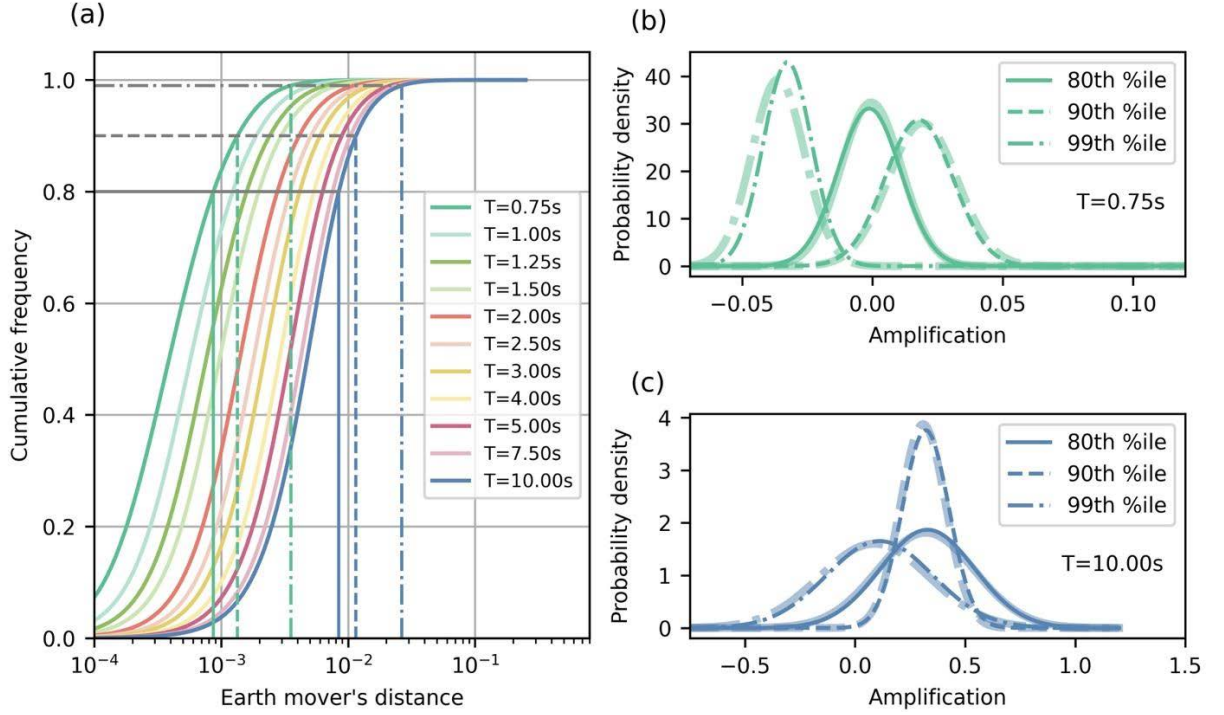 (a)
1.0
0.8
0.6
0.4
0.2
0.0
Cumulative frequency
10⁻⁴
10⁻³
10⁻²
10⁻¹
Earth mover's distance
T=0.75s
T=1.00s
T=1.25s
T=1.50s
T=2.00s
T=2.50s
T=3.00s
T=4.00s
T=5.00s
T=7.50s
T=10.00s
(b)
40
30
20
10
0
Probability density
80th %ile
90th %ile
99th %ile
T=0.75s
−0.05
0.00
0.05
0.10
Amplification
(c)
4
3
2
1
0
Probability density
80th %ile
90th %ile
99th %ile
T=10.00s
−0.5
0.0
0.5
1.0
1.5
Amplification